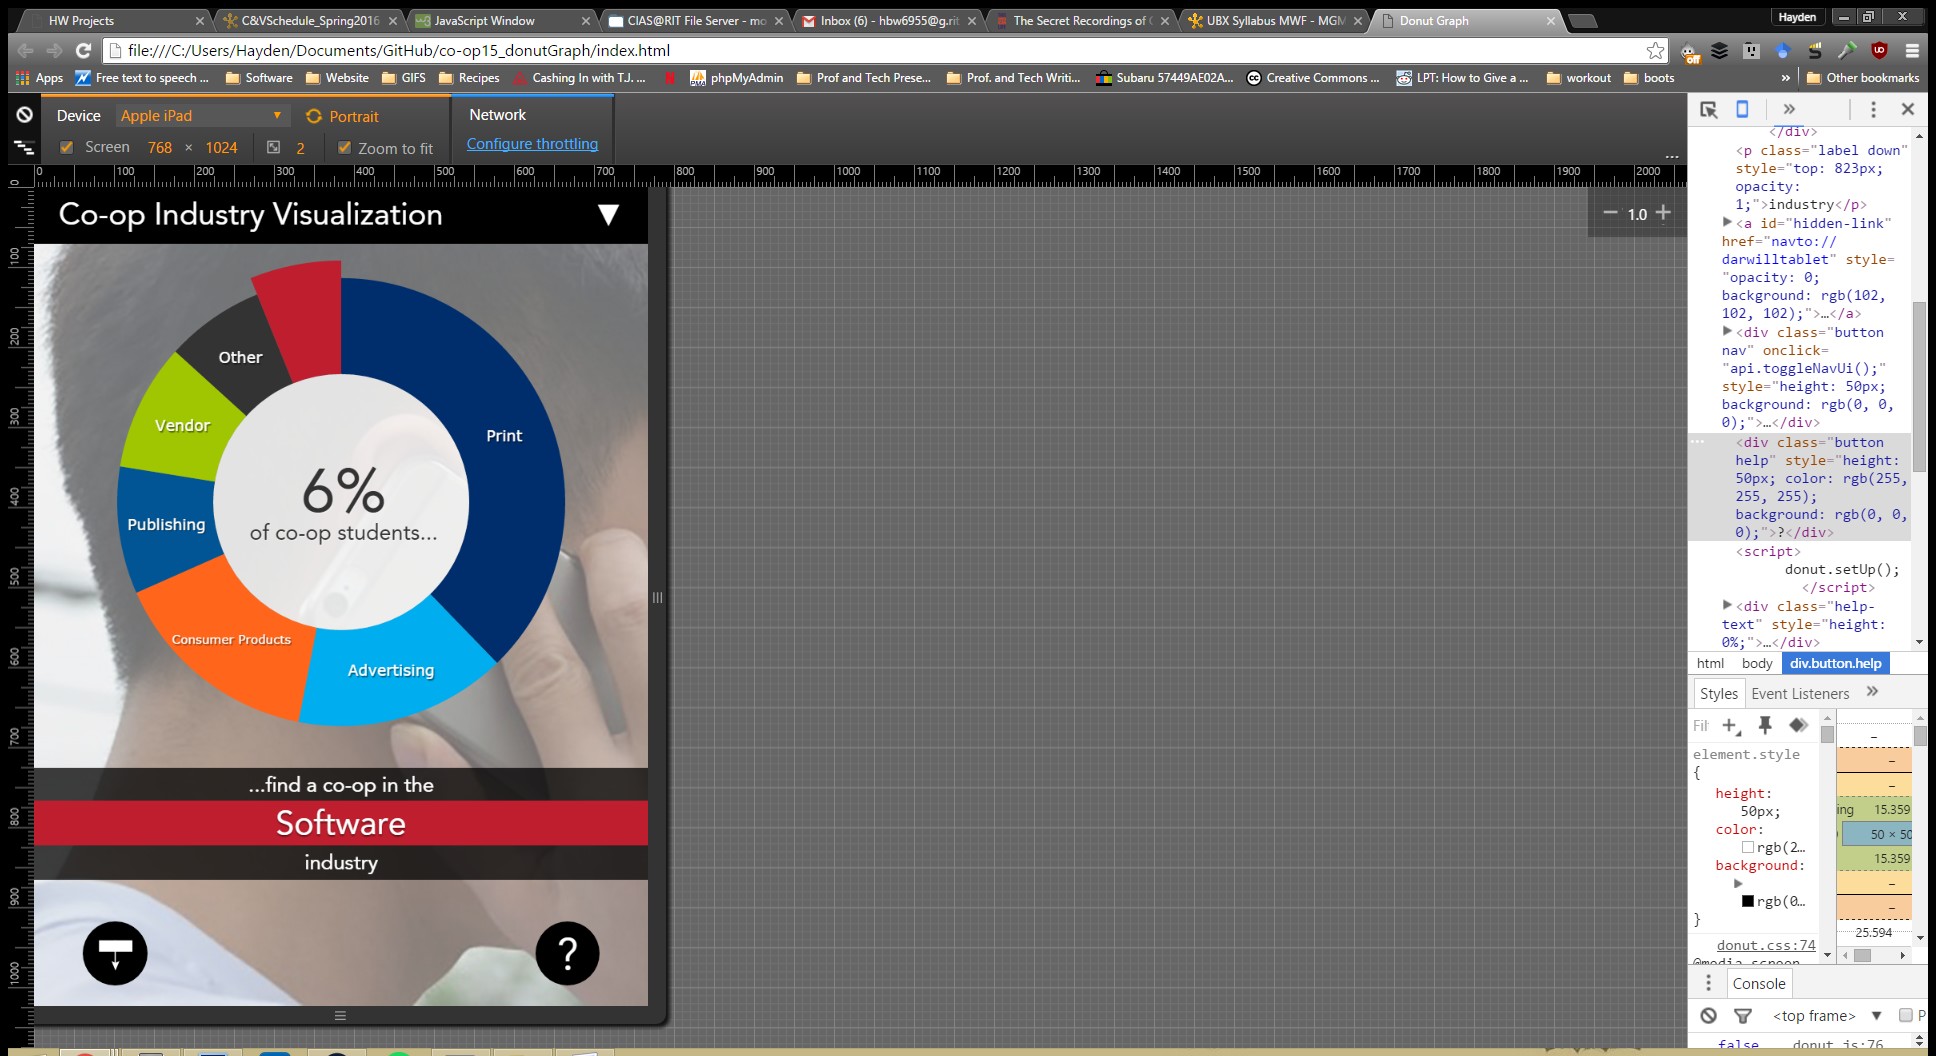 HW Projects
C&VSchedule_Spring2016
JavaScript Window
CIAS@RIT File Server - mo
Inbox (6) - hbw6955@g.rit
The Secret Recordings of
UBX Syllabus MWF - MGM
Donut Graph
Hayden
file:///C:/Users/Hayden/Documents/GitHub/co-op15_donutGraph/index.html
Apps
Free text to speech ...
Software
Website
GIFS
Recipes
Cashing In with T.J. ...
phpMyAdmin
Prof and Tech Prese...
Prof. and Tech Writi...
Subaru 57449AE02A...
Creative Commons ...
LPT: How to Give a ...
workout
boots
»
Other bookmarks
Device
Apple iPad
Portrait
Network
Screen
768 × 1024
2
Zoom to fit
Configure throttling
...
0 100 200 300 400 500 600 700 800 900 1000 1100 1200 1300 1400 1500 1600 1700 1800 1900 2000
0
100
200
300
400
500
600
700
800
900
1000
− 1.0 +
Co-op Industry Visualization
Other
Vendor
Print
Publishing
Consumer Products
Advertising
6%
of co-op students...
...find a co-op in the
Software
industry
?
</div>
<p class="label down"
style="top: 823px;
opacity:
1;">industry</p>
<a id="hidden-link"
href="navto://
darwilltablet" style=
"opacity: 0;
background: rgb(102,
102, 102);">…</a>
<div class="button
nav" onclick=
"api.toggleNavUi();"
style="height: 50px;
background: rgb(0, 0,
0);">…</div>
<div class="button
help" style="height:
50px; color: rgb(255,
255, 255);
background: rgb(0, 0,
0);">?</div>
<script>
donut.setUp();
</script>
<div class="help-
text" style="height:
0%;">…</div>
html
body
div.button.help
Styles
Event Listeners
»
Fil
element.style
{
height:
50px;
color:
rgb(2…
background:
rgb(0…
}
donut.css:74
@media screen
ing 15.359
50 × 50
15.359
25.594
Console
<top frame>
P
false
donut.js:76